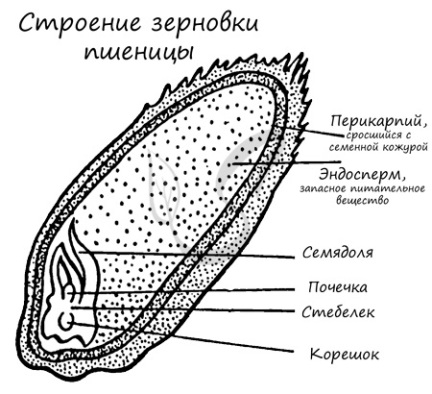 Строение зерновки
пшеницы
Перикарпий,
сросшийся с
семенной кожурой
Эндосперм,
запасное питательное
вещество
Семядоля
Почечка
Стебелек
Корешок